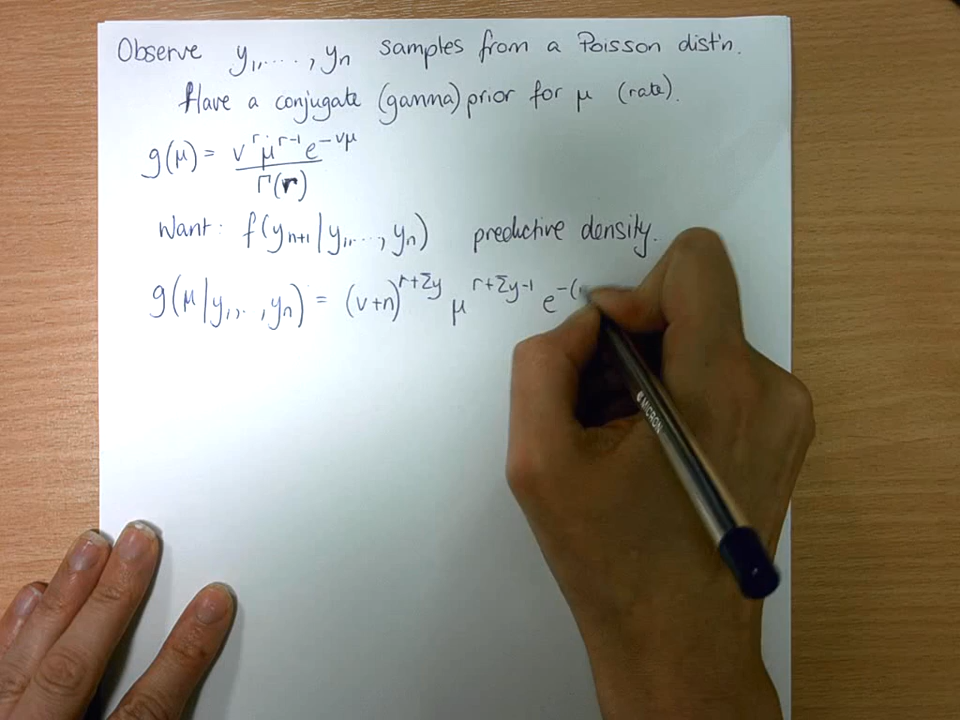 Observe y₁,...., yₙ samples from a Poisson dist'n.
Have a conjugate (gamma) prior for μ (rate).
g(μ) = v^r μ^{r-1} e^{-vμ} / Γ(r)
Want: f(yₙ₊₁|y₁,..., yₙ) predictive density.
g(μ|y₁,..,yₙ) = (v+n)^{r+Σy} μ^{r+Σy-1} e^{-(
MICRON